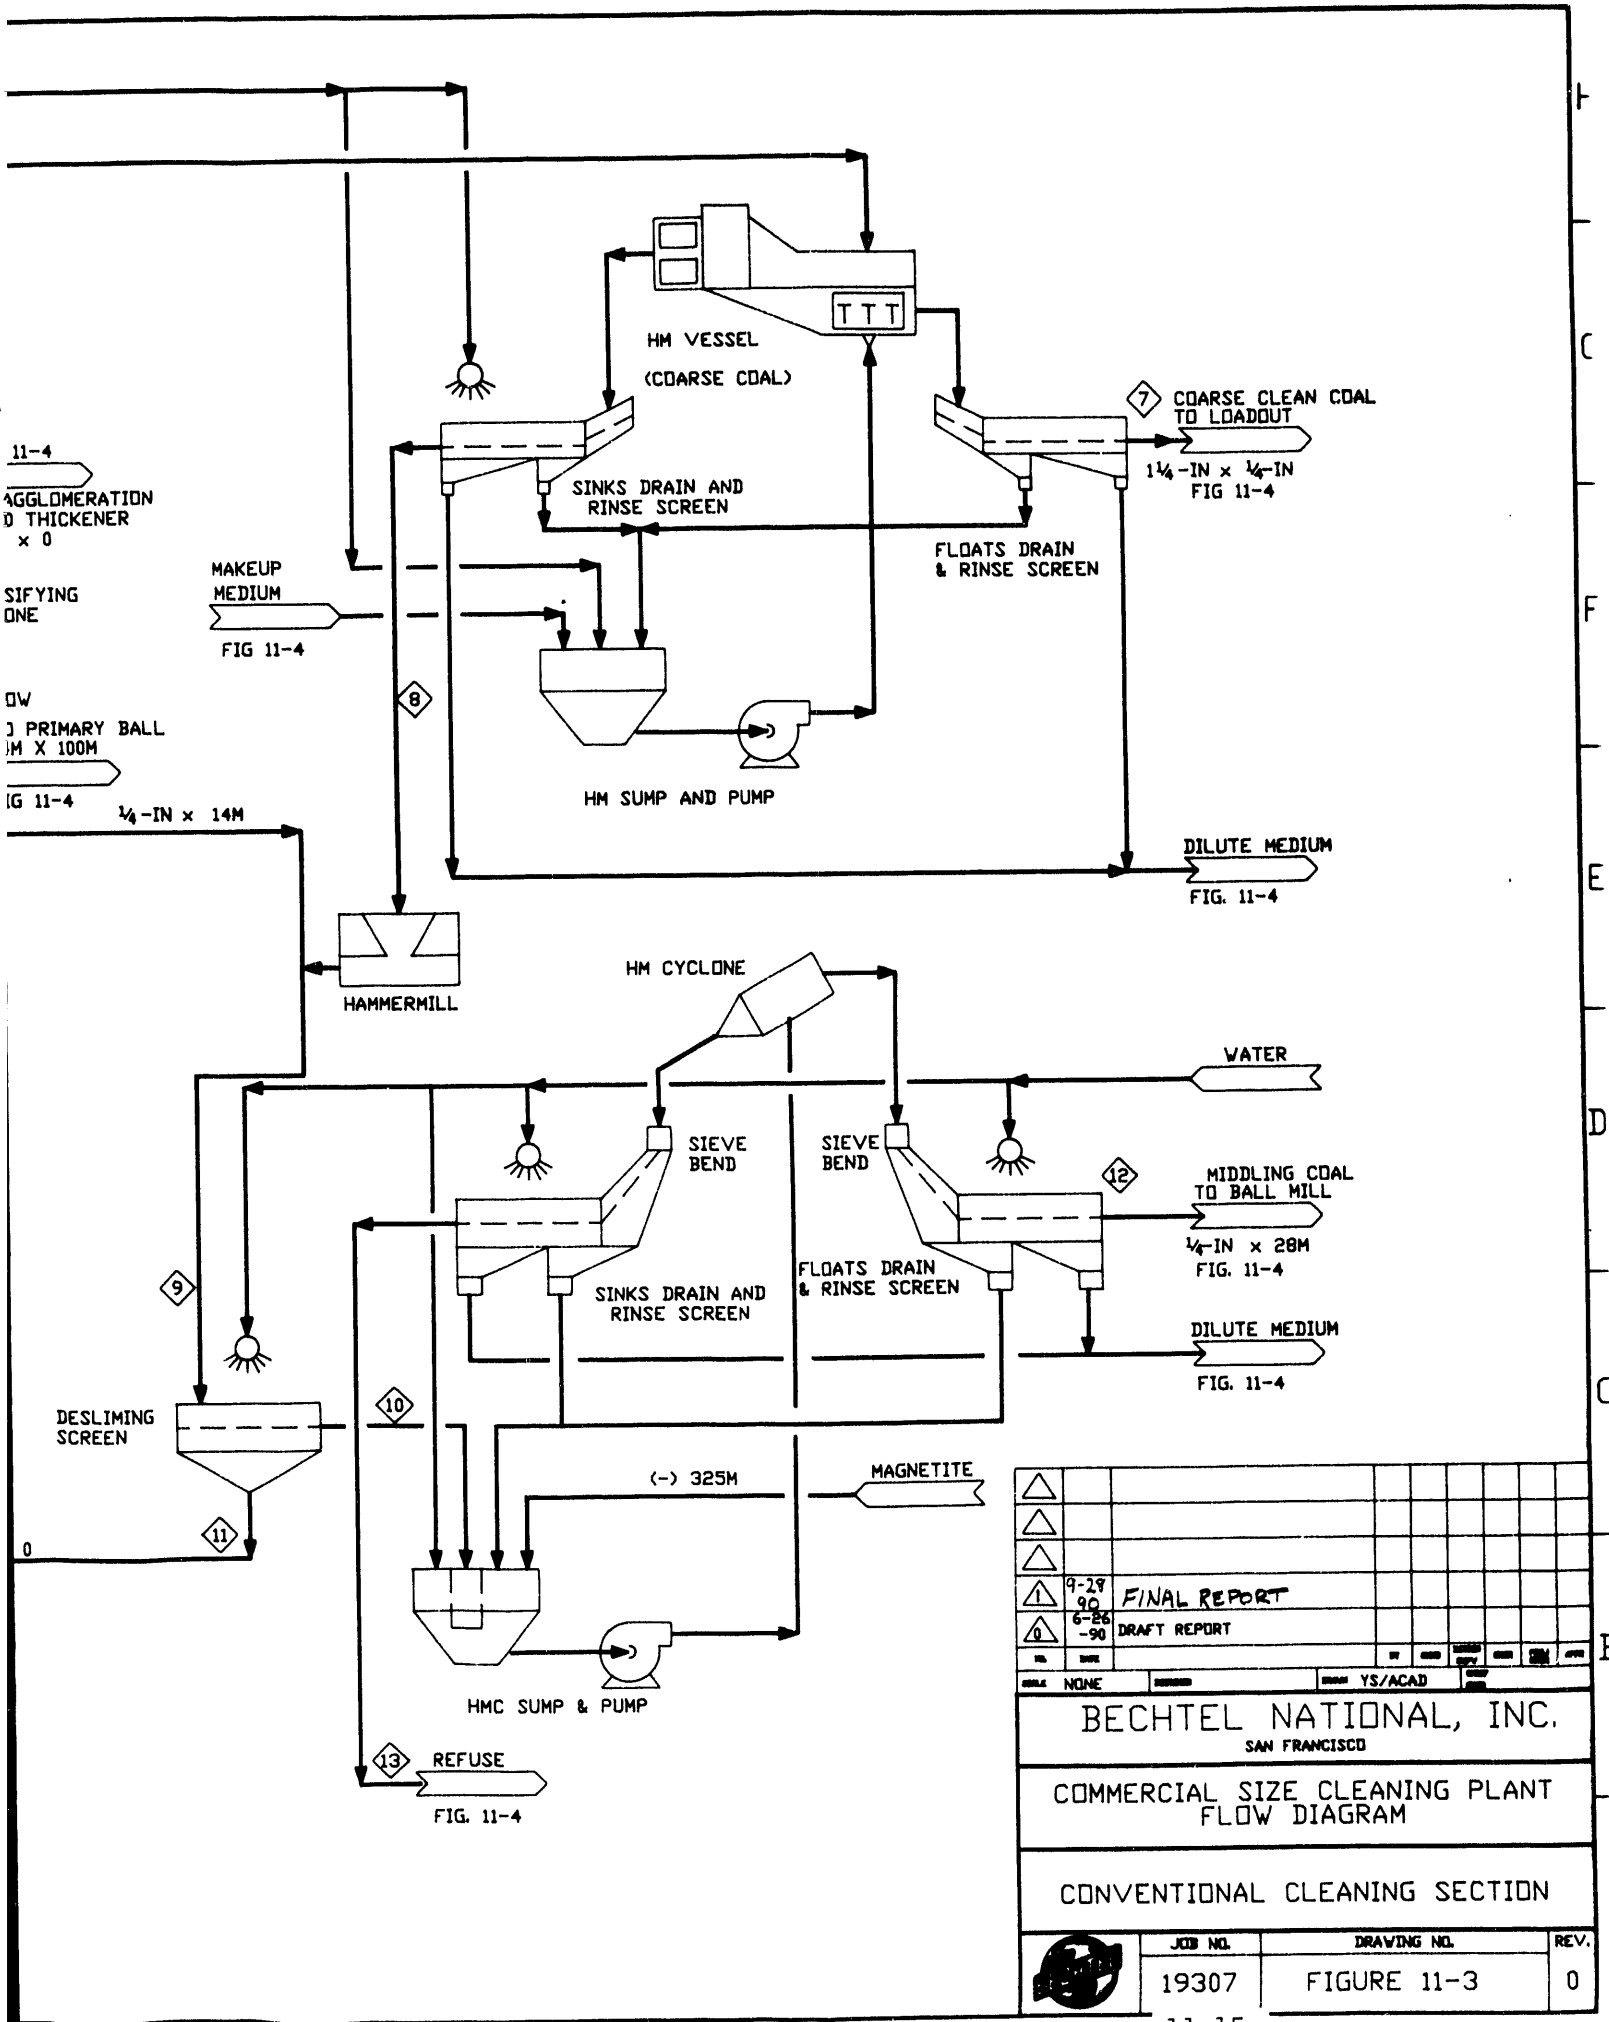 HM VESSEL
(COARSE COAL)
7
COARSE CLEAN COAL
TO LOADOUT
1¼-IN x ¼-IN
FIG 11-4
11-4
AGGLOMERATION
THICKENER
x 0
SINKS DRAIN AND
RINSE SCREEN
FLOATS DRAIN
& RINSE SCREEN
MAKEUP
MEDIUM
FIG 11-4
8
PRIMARY BALL
X 100M
11-4
¼-IN x 14M
HM SUMP AND PUMP
DILUTE MEDIUM
FIG. 11-4
HAMMERMILL
HM CYCLONE
WATER
SIEVE
BEND
SIEVE
BEND
12
MIDDLING COAL
TO BALL MILL
¼-IN x 28M
FIG. 11-4
9
SINKS DRAIN AND
RINSE SCREEN
FLOATS DRAIN
& RINSE SCREEN
DILUTE MEDIUM
FIG. 11-4
DESLIMING
SCREEN
10
(-) 325M
MAGNETITE
11
0
HMC SUMP & PUMP
13
REFUSE
FIG. 11-4
1
9-28
90
FINAL REPORT
0
6-26
-90
DRAFT REPORT
NO.
DATE
SCALE NONE
YS/ACAD
BECHTEL NATIONAL, INC.
SAN FRANCISCO
COMMERCIAL SIZE CLEANING PLANT
FLOW DIAGRAM
CONVENTIONAL CLEANING SECTION
JOB NO.
DRAWING NO.
REV.
19307
FIGURE 11-3
0
H
G
F
E
D
C
B